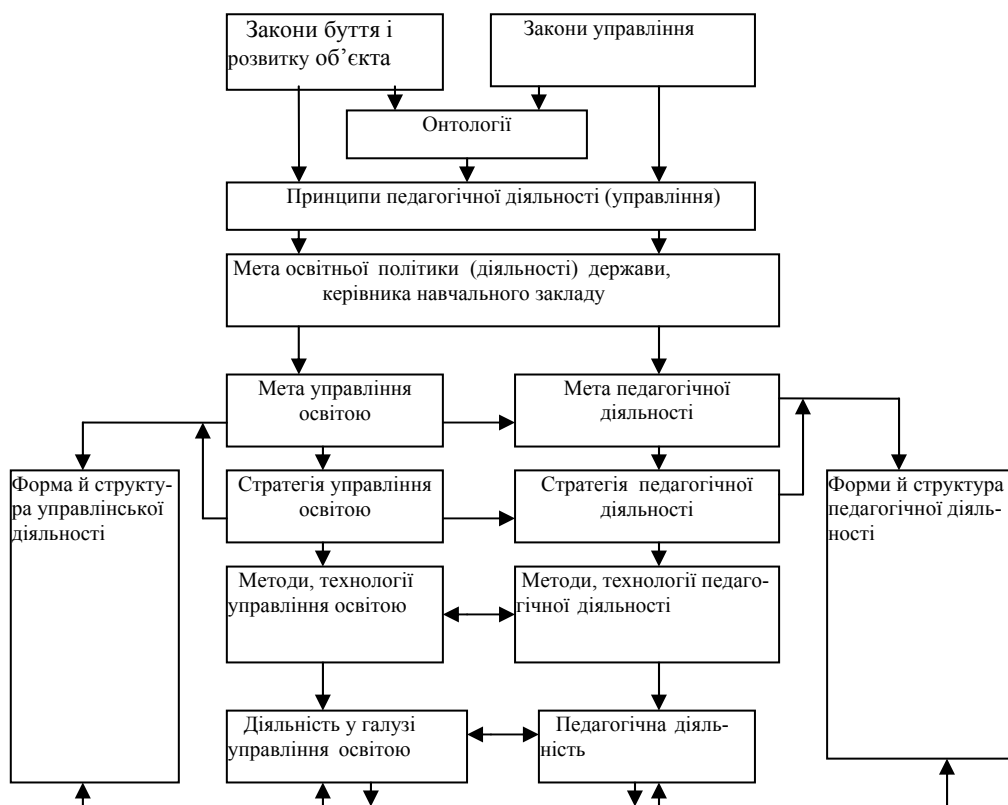 Закони буття і
розвитку об’єкта
Закони управління
Онтології
Принципи педагогічної діяльності (управління)
Мета освітньої політики (діяльності) держави,
керівника навчального закладу
Мета управління
освітою
Мета педагогічної
діяльності
Форма й структу-
ра управлінської
діяльності
Стратегія управління
освітою
Стратегія педагогічної
діяльності
Форми й структура
педагогічної діяль-
ності
Методи, технології
управління освітою
Методи, технології педаго-
гічної діяльності
Діяльність у галузі
управління освітою
Педагогічна діяль-
ність